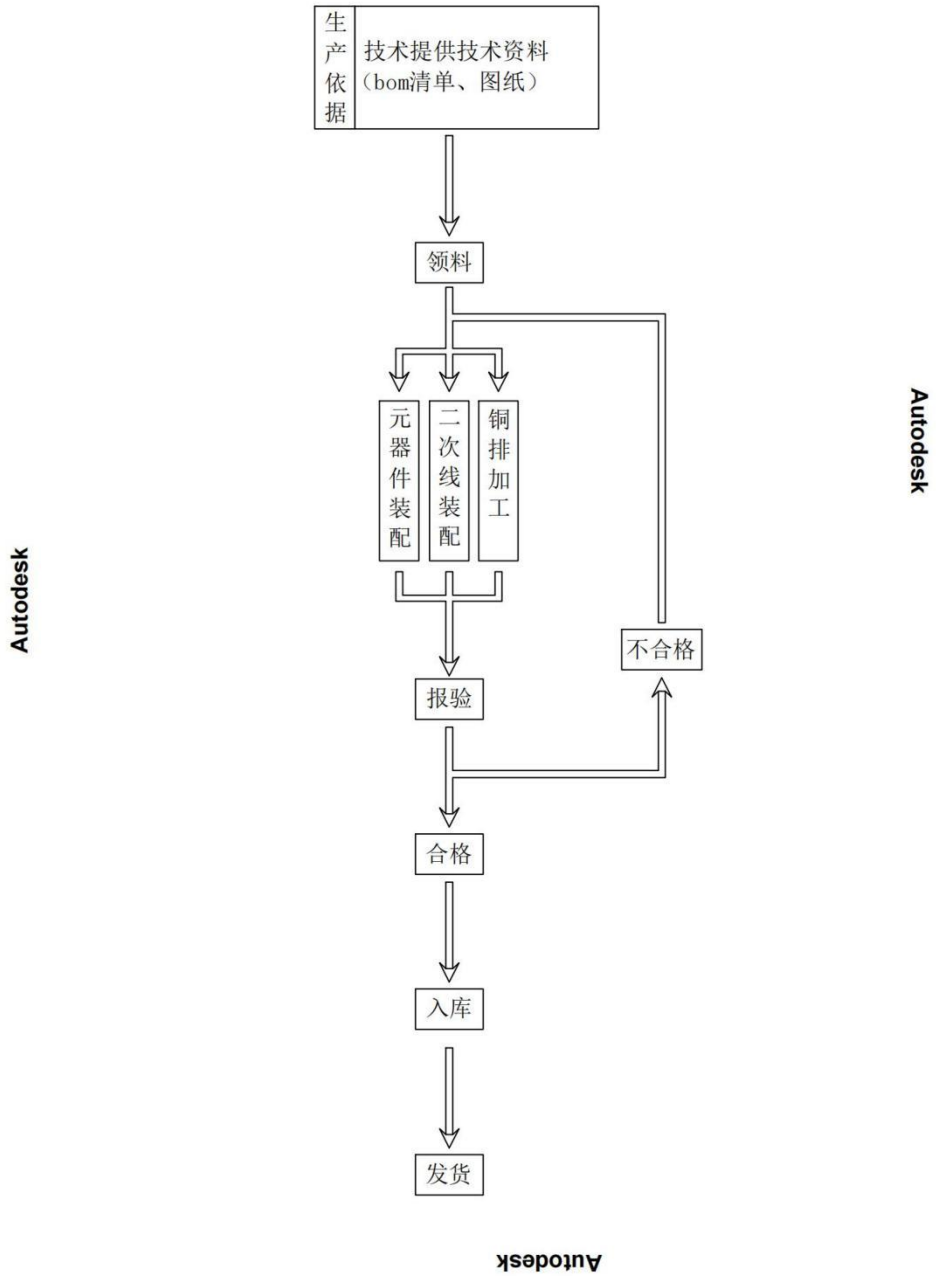 生产依据
技术提供技术资料
（bom清单、图纸）
领料
元器件装配
二次线装配
铜排加工
不合格
报验
合格
入库
发货
Autodesk
Autodesk
Autodesk